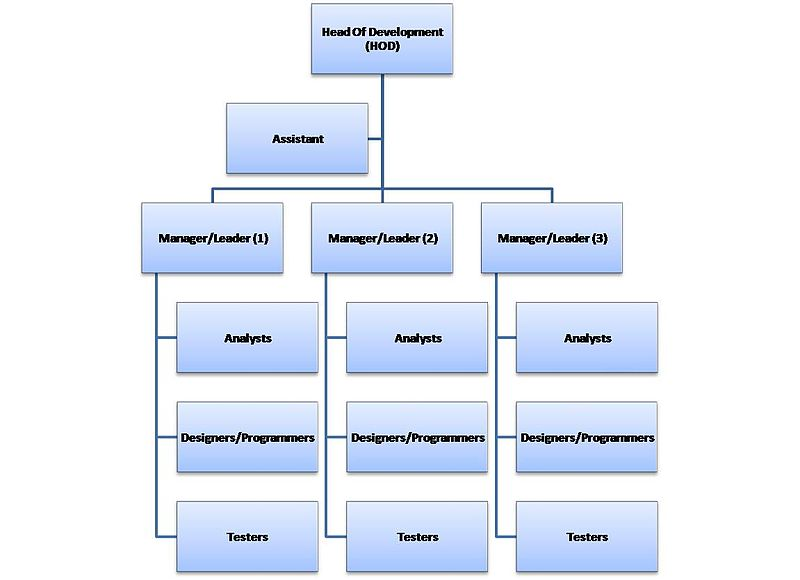 Head Of Development
(HOD)
Assistant
Manager/Leader (1)
Manager/Leader (2)
Manager/Leader (3)
Analysts
Analysts
Analysts
Designers/Programmers
Designers/Programmers
Designers/Programmers
Testers
Testers
Testers